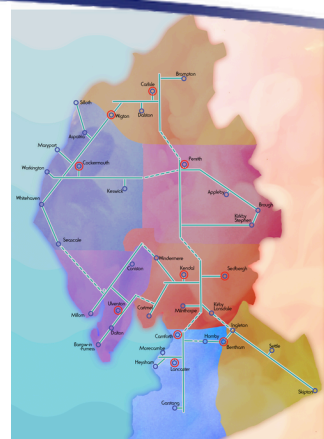 Brampton
Carlisle
Silloth
Wigton
Dalston
Aspatria
Maryport
Cockermouth
Penrith
Workington
Keswick
Appleby
Whitehaven
Brough
Kirkby
Stephen
Seascale
Windermere
Coniston
Kendal
Sedbergh
Ulverston
Cartmel
Millom
Milnthorpe
Kirkby
Lonsdale
Dalton
Barrow-in-
Furness
Ingleton
Carnforth
Hornby
Bentham
Settle
Morecambe
Heysham
Lancaster
Skipton
Garstang